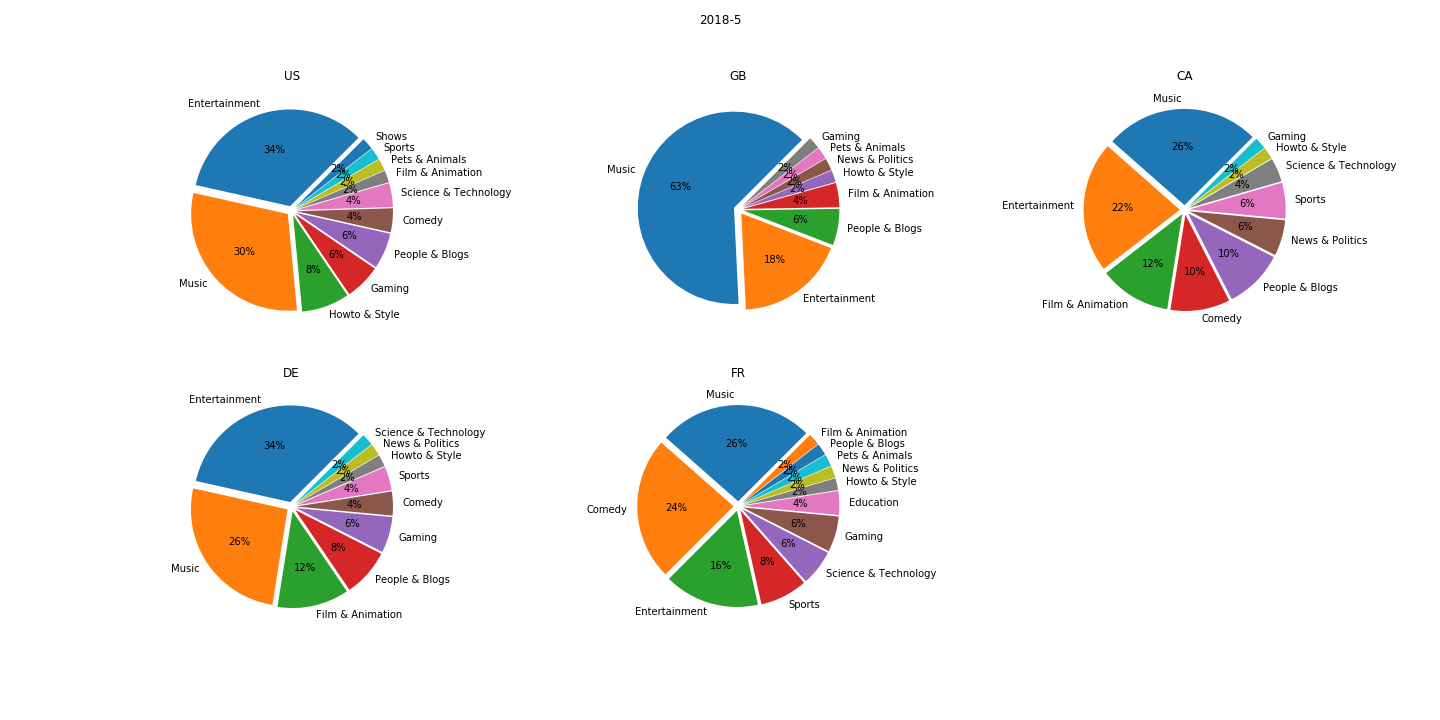 2018-5
US
Entertainment
34%
Music
30%
Howto & Style
8%
Gaming
6%
People & Blogs
6%
Comedy
4%
Science & Technology
4%
Film & Animation
2%
Pets & Animals
2%
Sports
2%
Shows
2%
GB
Music
63%
Entertainment
18%
People & Blogs
6%
Film & Animation
4%
Howto & Style
2%
News & Politics
2%
Pets & Animals
2%
Gaming
2%
CA
Music
26%
Entertainment
22%
Film & Animation
12%
Comedy
10%
People & Blogs
10%
News & Politics
6%
Sports
6%
Science & Technology
4%
Howto & Style
2%
Gaming
2%
DE
Entertainment
34%
Music
26%
Film & Animation
12%
People & Blogs
8%
Gaming
6%
Comedy
4%
Sports
4%
Howto & Style
2%
News & Politics
2%
Science & Technology
2%
FR
Music
26%
Comedy
24%
Entertainment
16%
Sports
8%
Science & Technology
6%
Gaming
6%
Education
4%
Howto & Style
2%
News & Politics
2%
Pets & Animals
2%
People & Blogs
2%
Film & Animation
2%